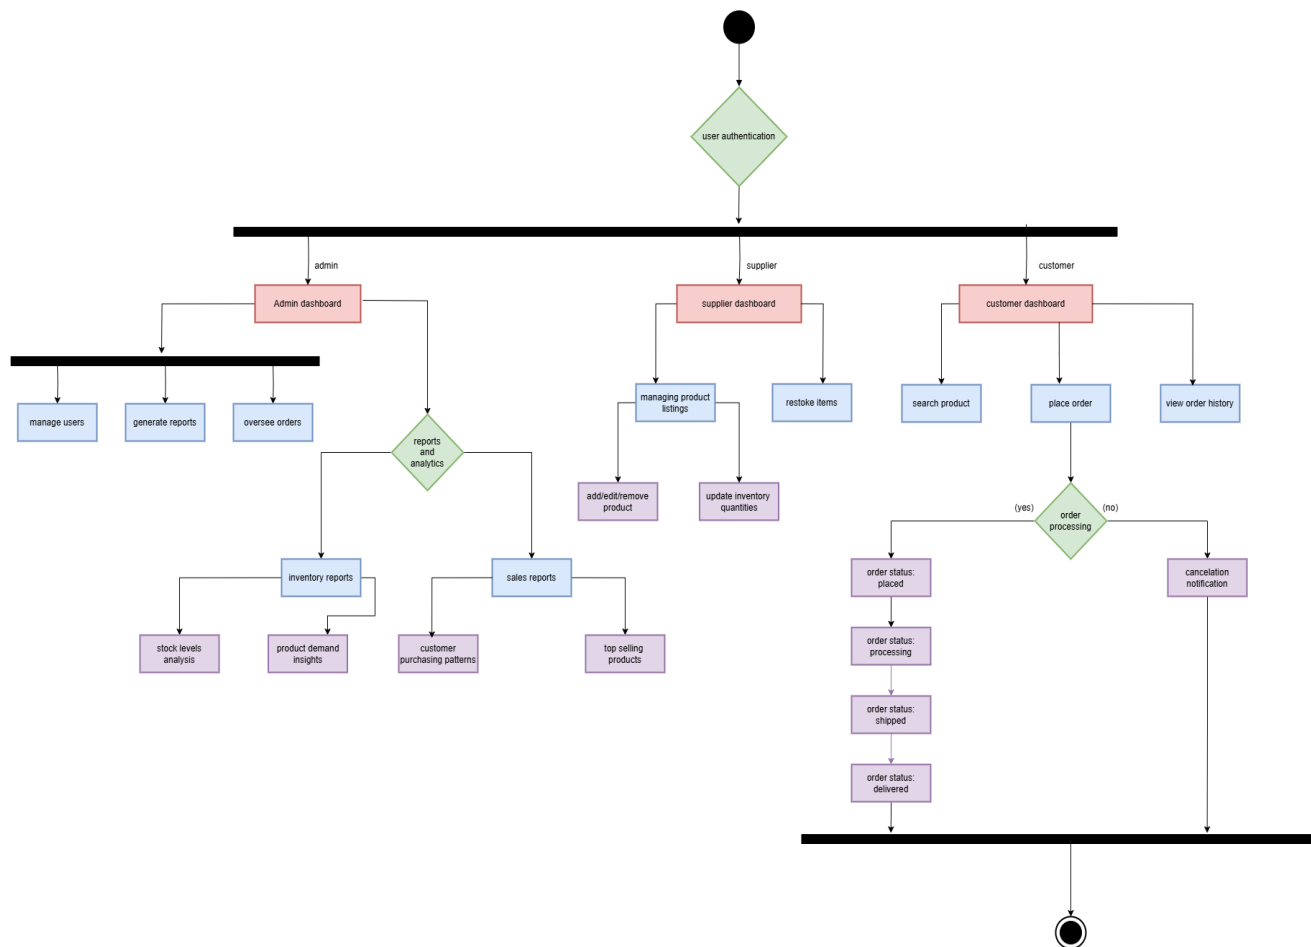 user authentication
admin
supplier
customer
Admin dashboard
supplier dashboard
customer dashboard
manage users
generate reports
oversee orders
managing product
listings
restoke items
search product
place order
view order history
reports
and
analytics
add/edit/remove
product
update inventory
quantities
(yes)
order
processing
(no)
inventory reports
sales reports
order status:
placed
cancelation
notification
stock levels
analysis
product demand
insights
customer
purchasing patterns
top selling
products
order status:
processing
order status:
shipped
order status:
delivered